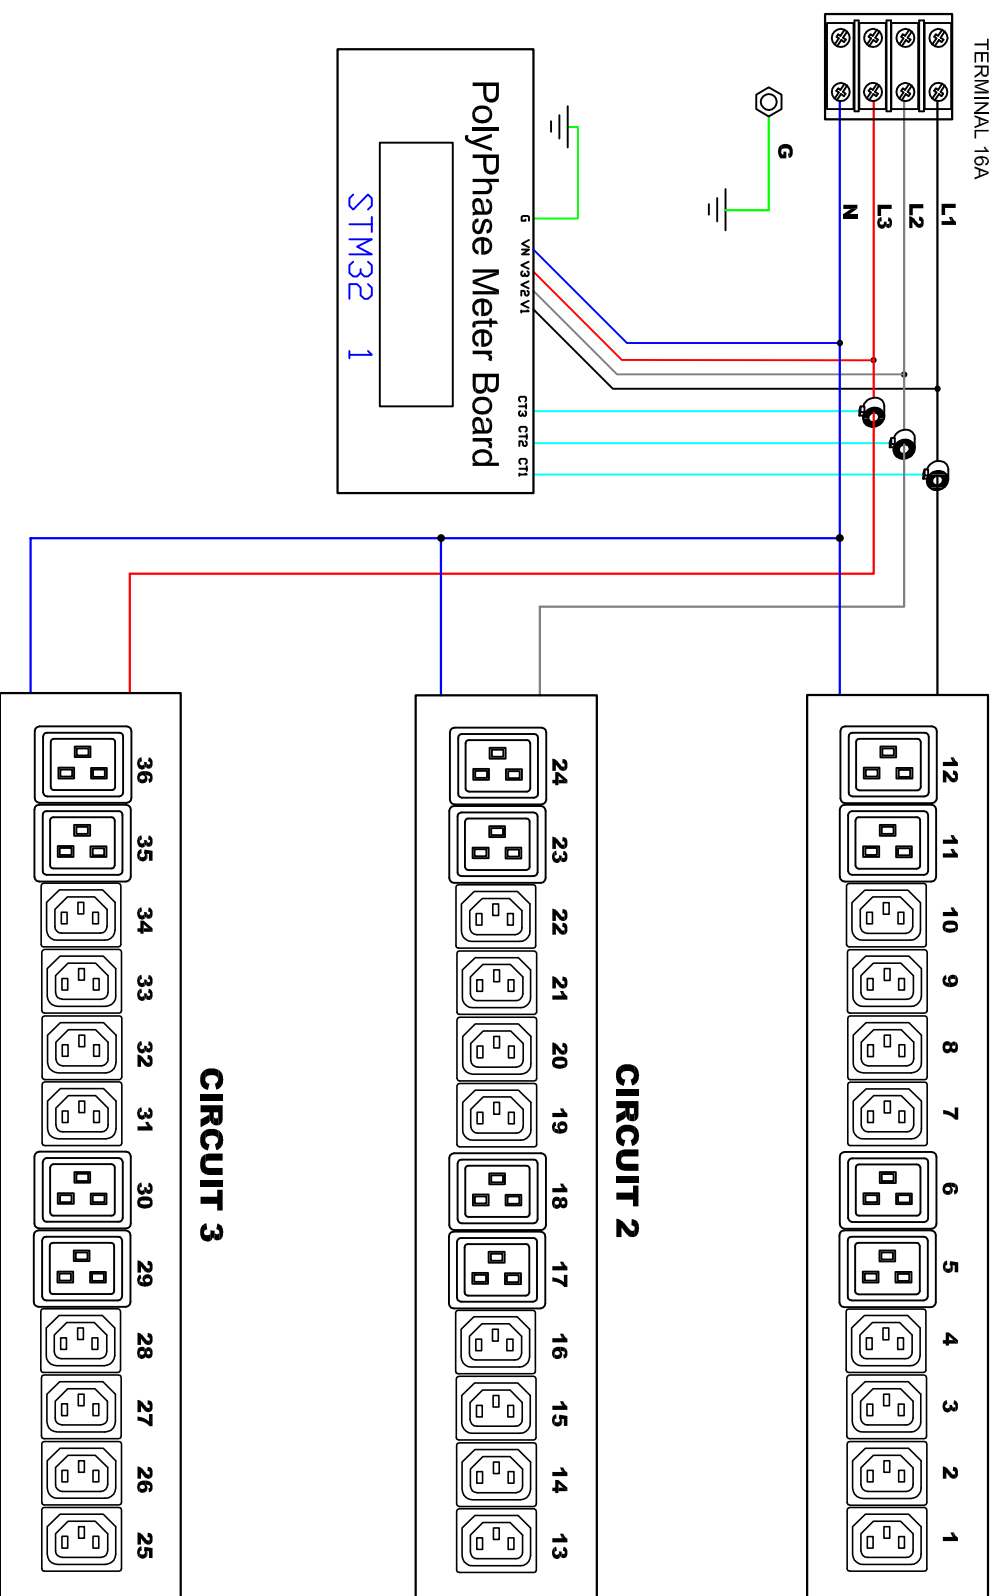 TERMINAL 16A
L1
L2
L3
N
G
PolyPhase Meter Board
STM32 1
G VN V3 V2 V1 CT3 CT2 CT1
12 11 10 9 8 7 6 5 4 3 2 1
CIRCUIT 2
24 23 22 21 20 19 18 17 16 15 14 13
CIRCUIT 3
36 35 34 33 32 31 30 29 28 27 26 25